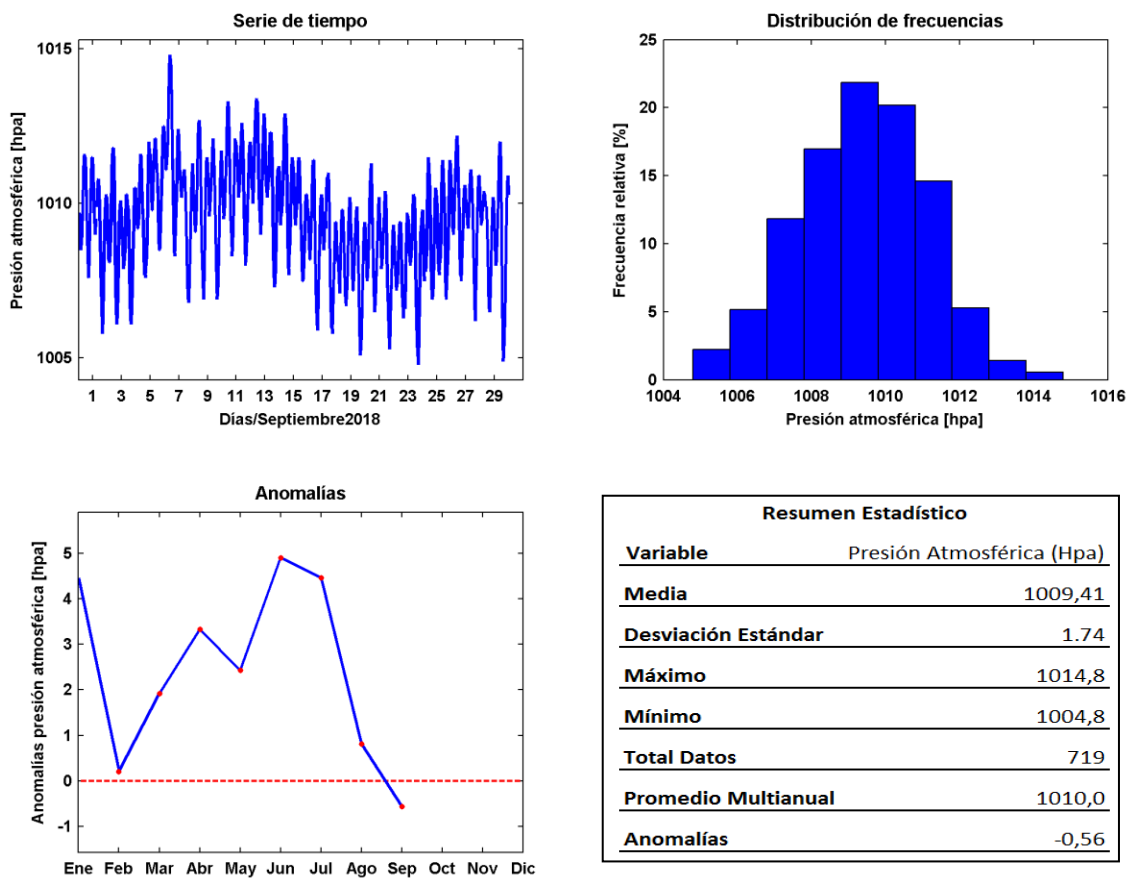 Serie de tiempo
Presión atmosférica [hpa]
1015
1010
1005
1 3 5 7 9 11 13 15 17 19 21 23 25 27 29
Días/Septiembre2018
Distribución de frecuencias
Frecuencia relativa [%]
25
20
15
10
5
0
1004 1006 1008 1010 1012 1014 1016
Presión atmosférica [hpa]
Anomalías
Anomalías presión atmosférica [hpa]
5
4
3
2
1
0
-1
Ene Feb Mar Abr May Jun Jul Ago Sep Oct Nov Dic
Resumen Estadístico
Variable Presión Atmosférica (Hpa)
Media 1009,41
Desviación Estándar 1.74
Máximo 1014,8
Mínimo 1004,8
Total Datos 719
Promedio Multianual 1010,0
Anomalías -0,56